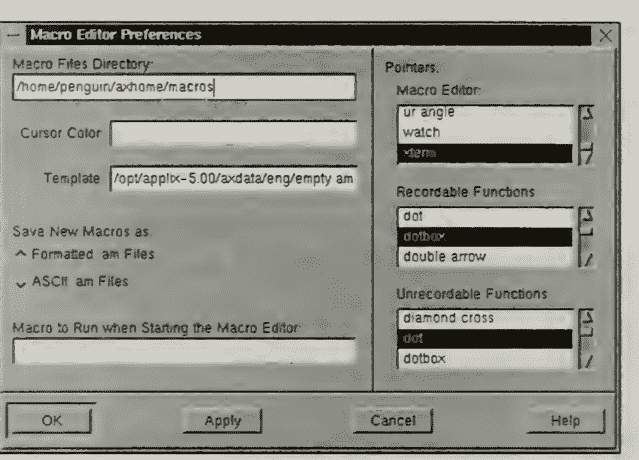 Macro Editor Preferences
Macro Files Directory:
/home/penguin/axhome/macros
Cursor Color
Template /opt/applix-5.00/axdata/eng/empty am
Save New Macros as:
Formatted am Files
ASCII am Files
Macro to Run when Starting the Macro Editor:
Pointers:
Macro Editor:
ur angle
watch
xterm
Recordable Functions
dot
dotbox
double arrow
Unrecordable Functions
diamond cross
dot
dotbox
OK Apply Cancel Help